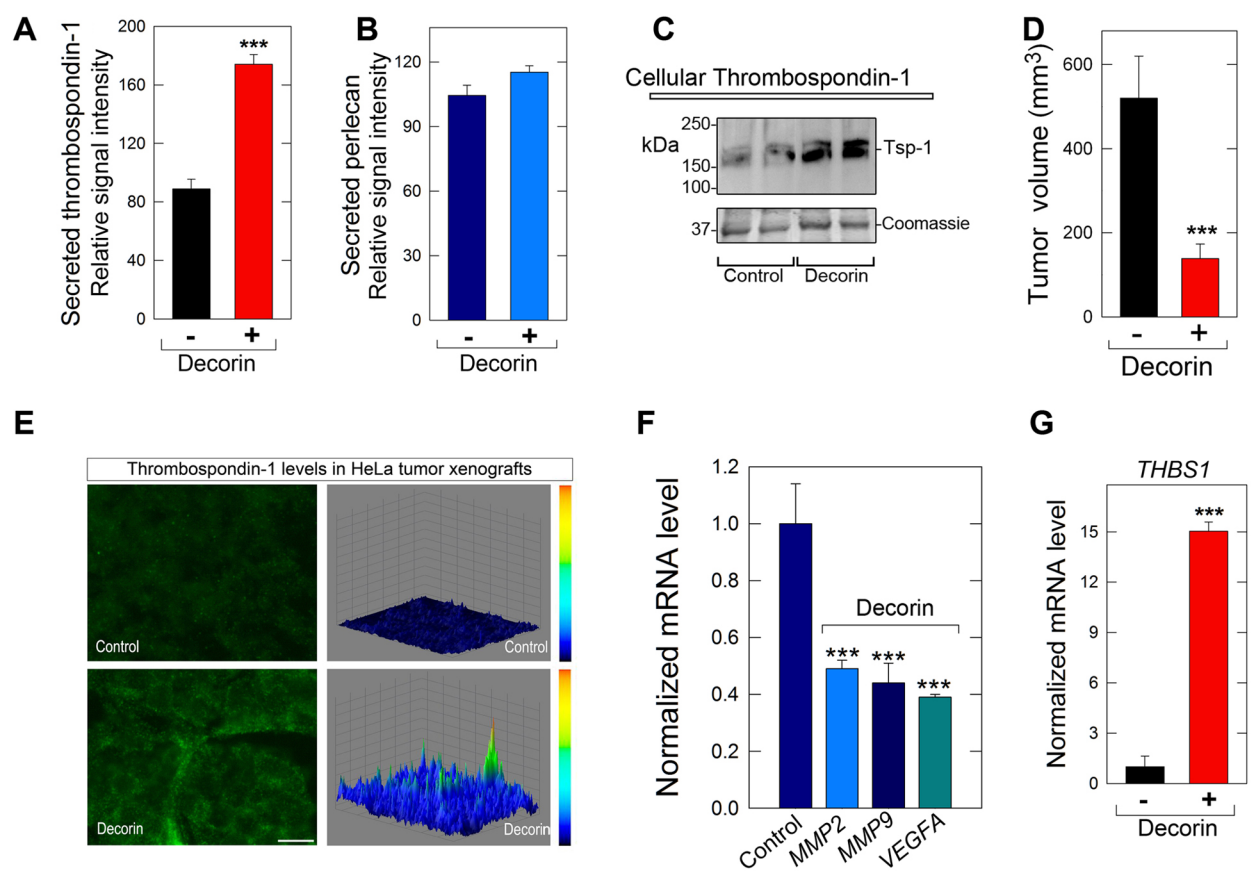 A
Secreted thrombospondin-1
Relative signal intensity
200
160
120
80
40
0
***
-
+
Decorin
B
Secreted perlecan
Relative signal intensity
120
90
60
30
0
-
+
Decorin
C
Cellular Thrombospondin-1
kDa
250-
150-
100-
-Tsp-1
37-
-Coomassie
Control
Decorin
D
Tumor volume (mm3)
600
400
200
0
***
-
+
Decorin
E
Thrombospondin-1 levels in HeLa tumor xenografts
Control
Control
Decorin
Decorin
F
Normalized mRNA level
1.2
1.0
0.8
0.6
0.4
0.2
0.0
Decorin
***
***
***
Control
MMP2
MMP9
VEGFA
G
THBS1
Normalized mRNA level
15
12
9
6
3
0
***
-
+
Decorin